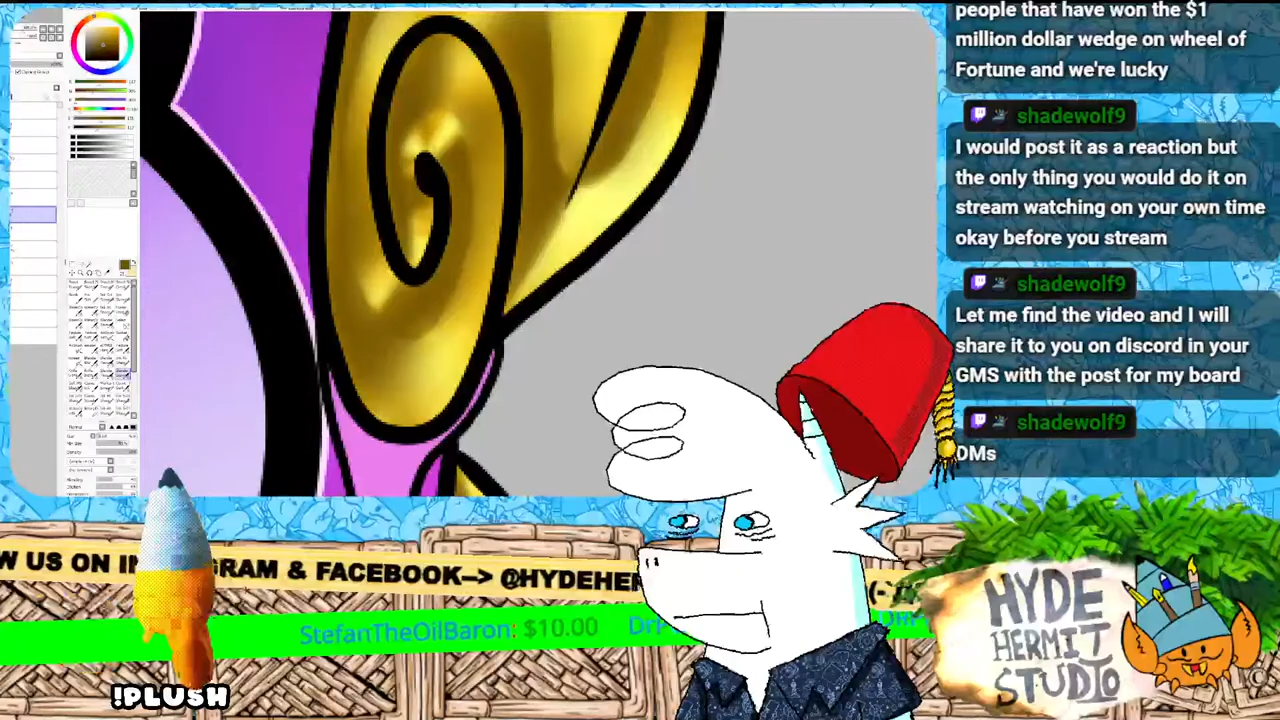 people that have won the $1
million dollar wedge on wheel of
Fortune and we're lucky
shadewolf9
I would post it as a reaction but
the only thing you would do it on
stream watching on your own time
okay before you stream
shadewolf9
Let me find the video and I will
share it to you on discord in your
GMS with the post for my board
shadewolf9
DMs
W US ON IN GRAM & FACEBOOK--> @HYDEHER
StefanTheOilBaron: $10.00
!PLUSH
HYDE
HERMIT
STUDIO